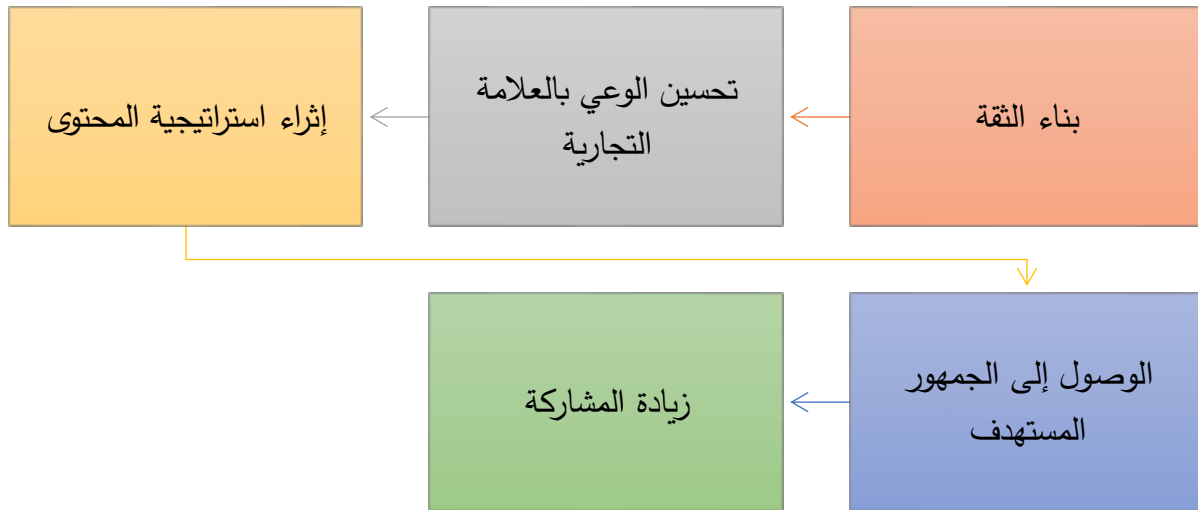 بناء الثقة
تحسين الوعي بالعلامة
التجارية
إثراء استراتيجية المحتوى
الوصول إلى الجمهور
المستهدف
زيادة المشاركة